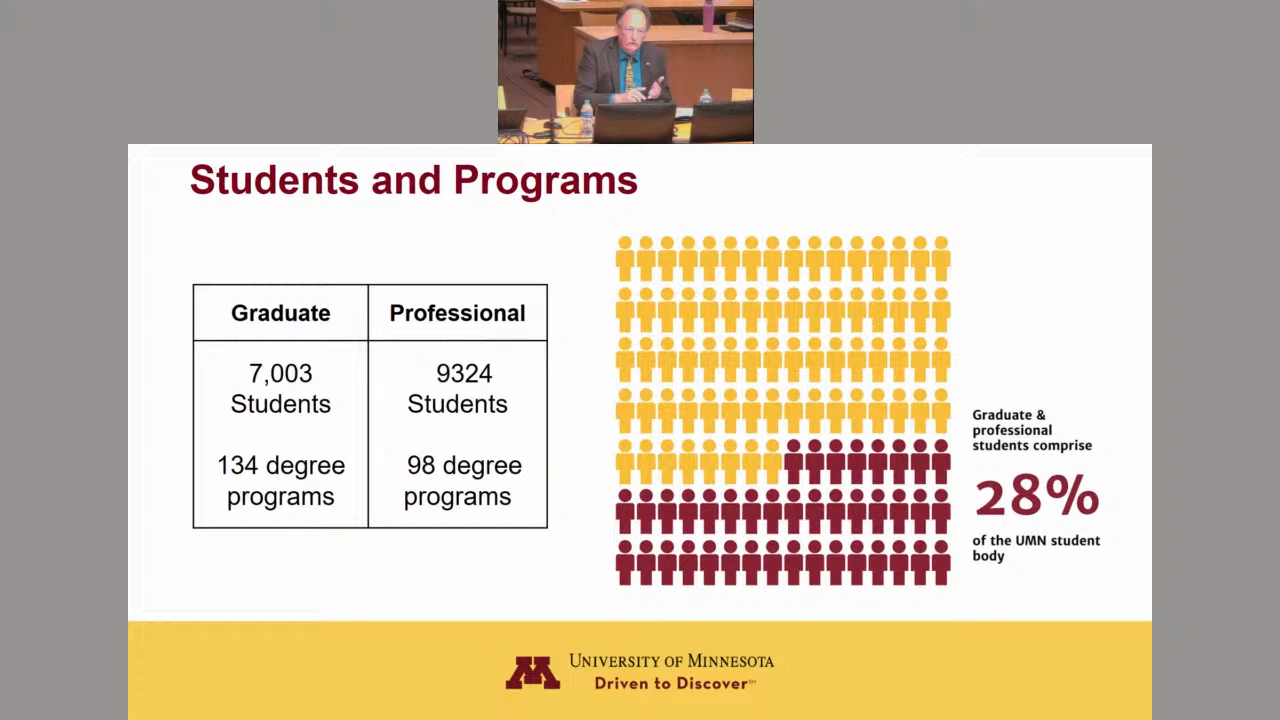 Students and Programs
Graduate
Professional
7,003
Students
9324
Students
134 degree
programs
98 degree
programs
Graduate &
professional
students comprise
28%
of the UMN student
body
UNIVERSITY OF MINNESOTA
Driven to Discover℠